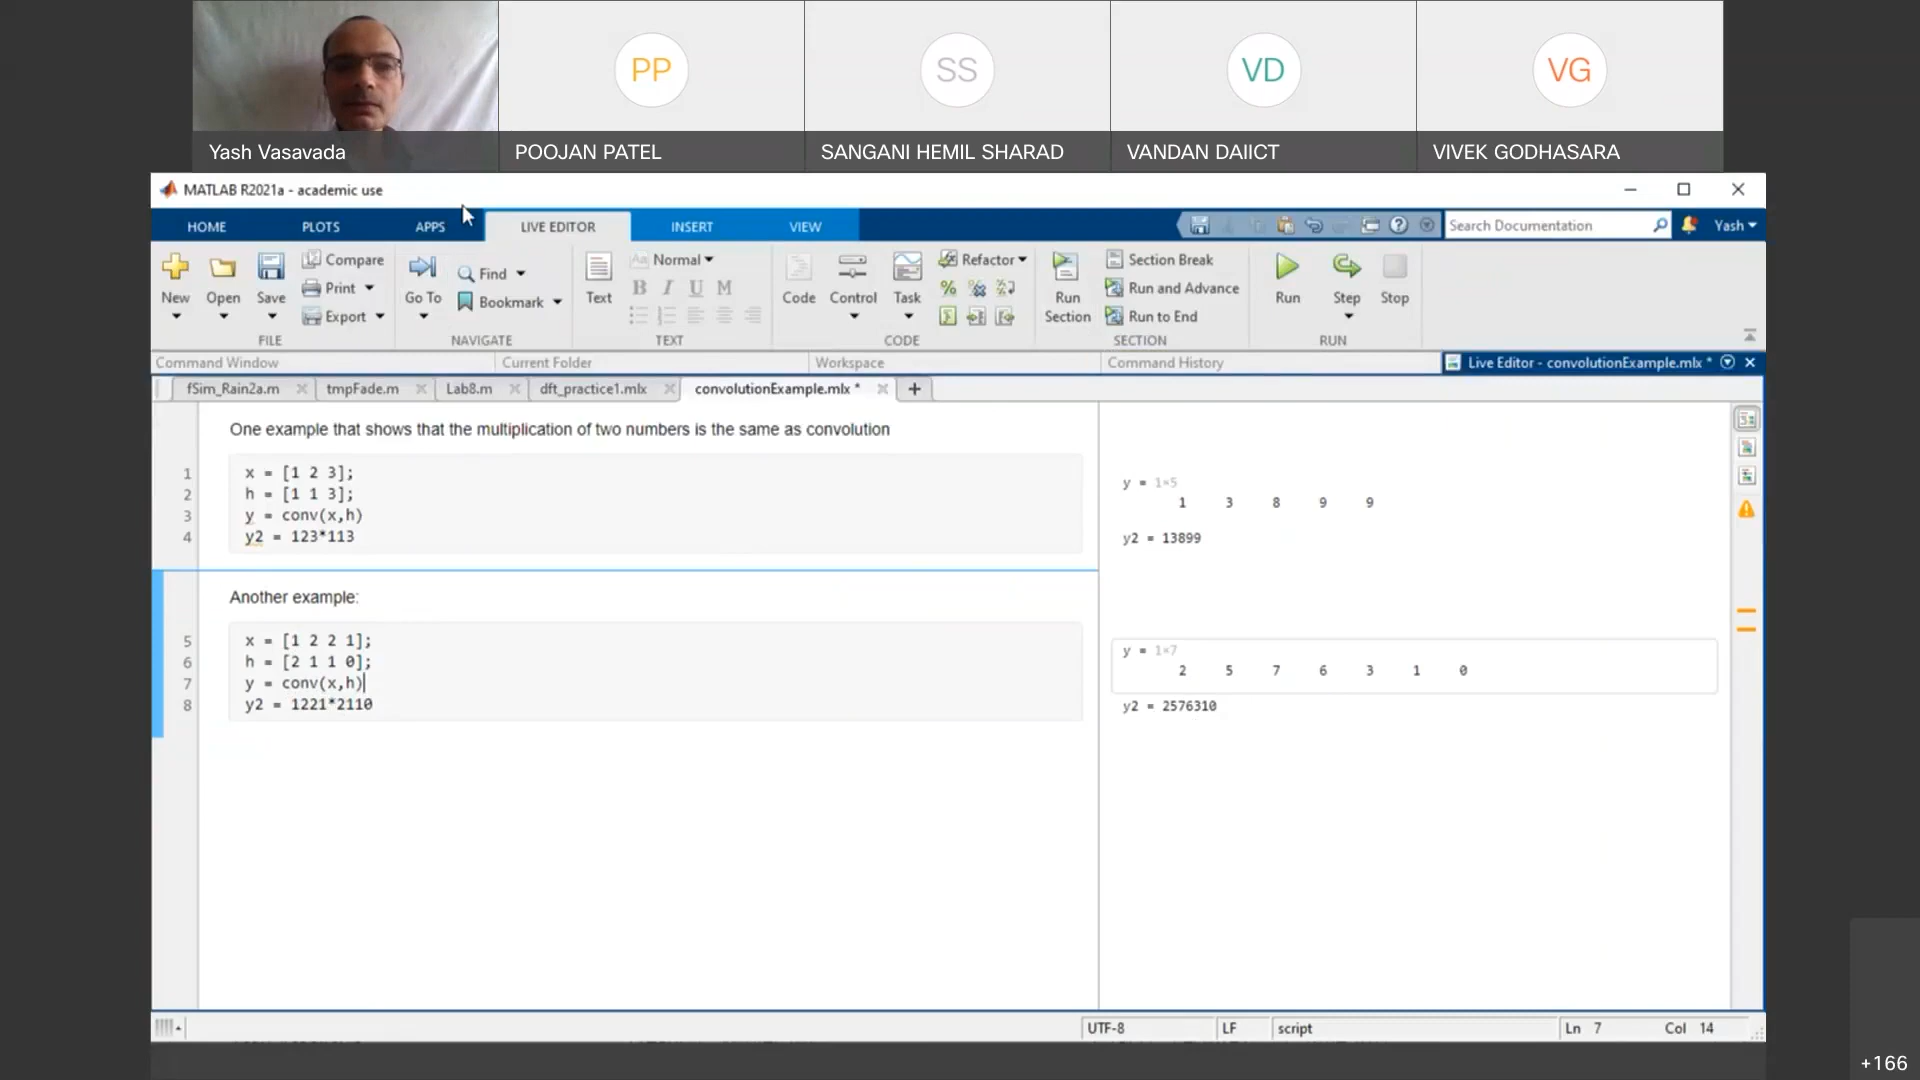 PP
SS
VD
VG
Yash Vasavada
POOJAN PATEL
SANGANI HEMIL SHARAD
VANDAN DAIICT
VIVEK GODHASARA
MATLAB R2021a - academic use
HOME PLOTS APPS LIVE EDITOR INSERT VIEW
Search Documentation
Yash
New Open Save Compare Print Export
FILE
Go To Find Bookmark
NAVIGATE
Text Aa Normal B I U M
TEXT
Code Control Task Refactor
CODE
Run Section Section Break
Run and Advance
Run to End
SECTION
Run Step Stop
RUN
Command Window
Current Folder
Workspace
Command History
Live Editor - convolutionExample.mlx *
fSim_Rain2a.m
tmpFade.m
Lab8.m
dft_practice1.mlx
convolutionExample.mlx *
One example that shows that the multiplication of two numbers is the same as convolution
1 x = [1 2 3];
2 h = [1 1 3];
3 y = conv(x,h)
4 y2 = 123*113
y = 1×5
1 3 8 9 9
y2 = 13899
Another example:
5 x = [1 2 2 1];
6 h = [2 1 1 0];
7 y = conv(x,h)
8 y2 = 1221*2110
y = 1×7
2 5 7 6 3 1 0
y2 = 2576310
UTF-8 LF script Ln 7 Col 14
+166